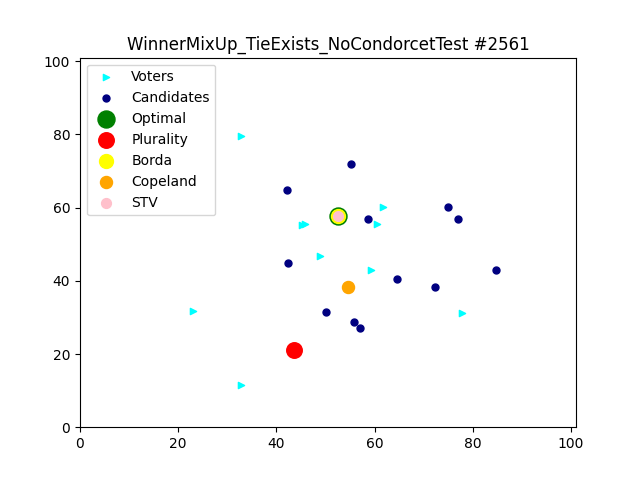 WinnerMixUp_TieExists_NoCondorcetTest #2561
100
80
60
40
20
0
Voters
Candidates
Optimal
Plurality
Borda
Copeland
STV
0 20 40 60 80 100